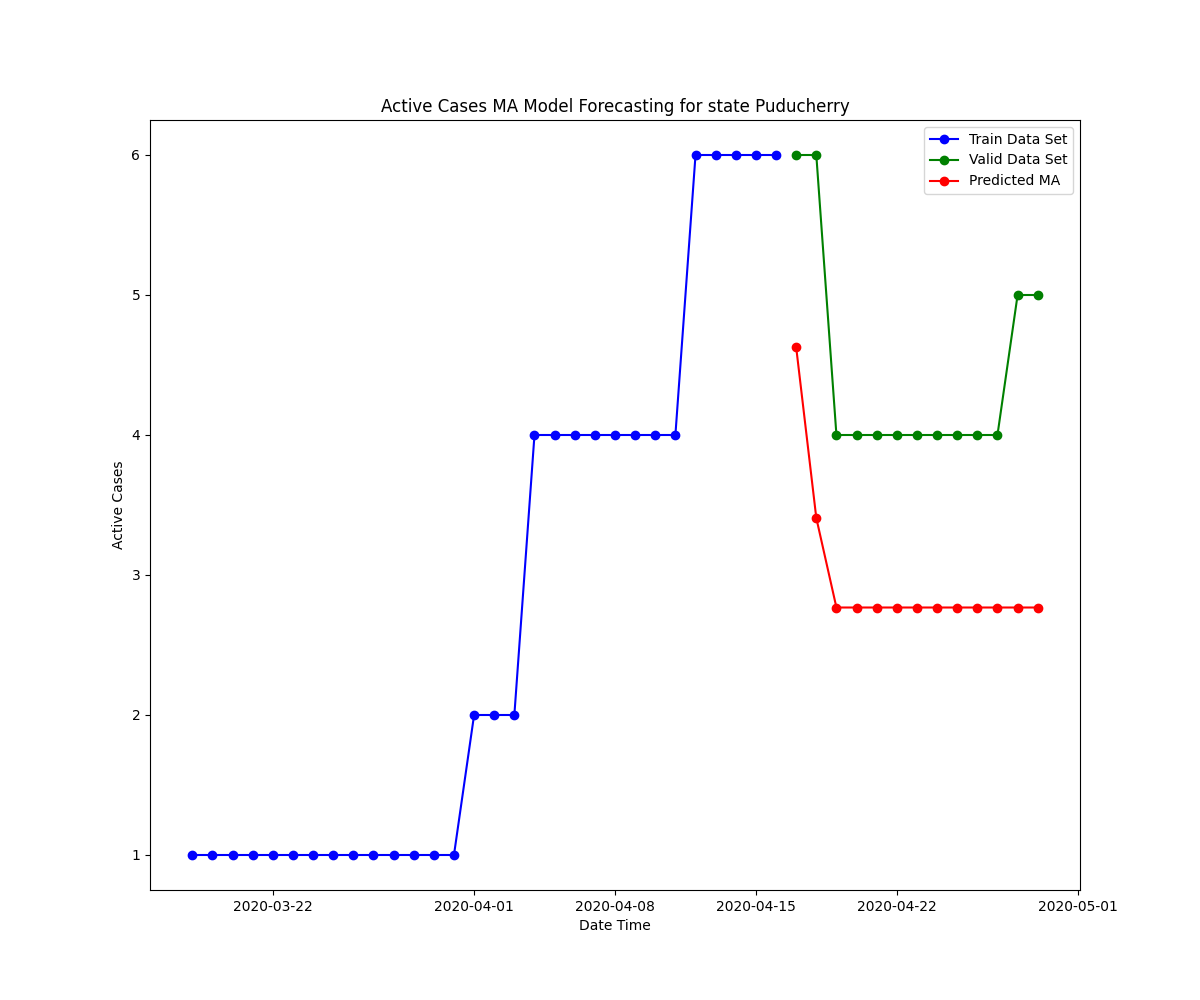 Active Cases MA Model Forecasting for state Puducherry
Train Data Set
Valid Data Set
Predicted MA
6
5
4
3
2
1
Active Cases
2020-03-22
2020-04-01
2020-04-08
2020-04-15
2020-04-22
2020-05-01
Date Time